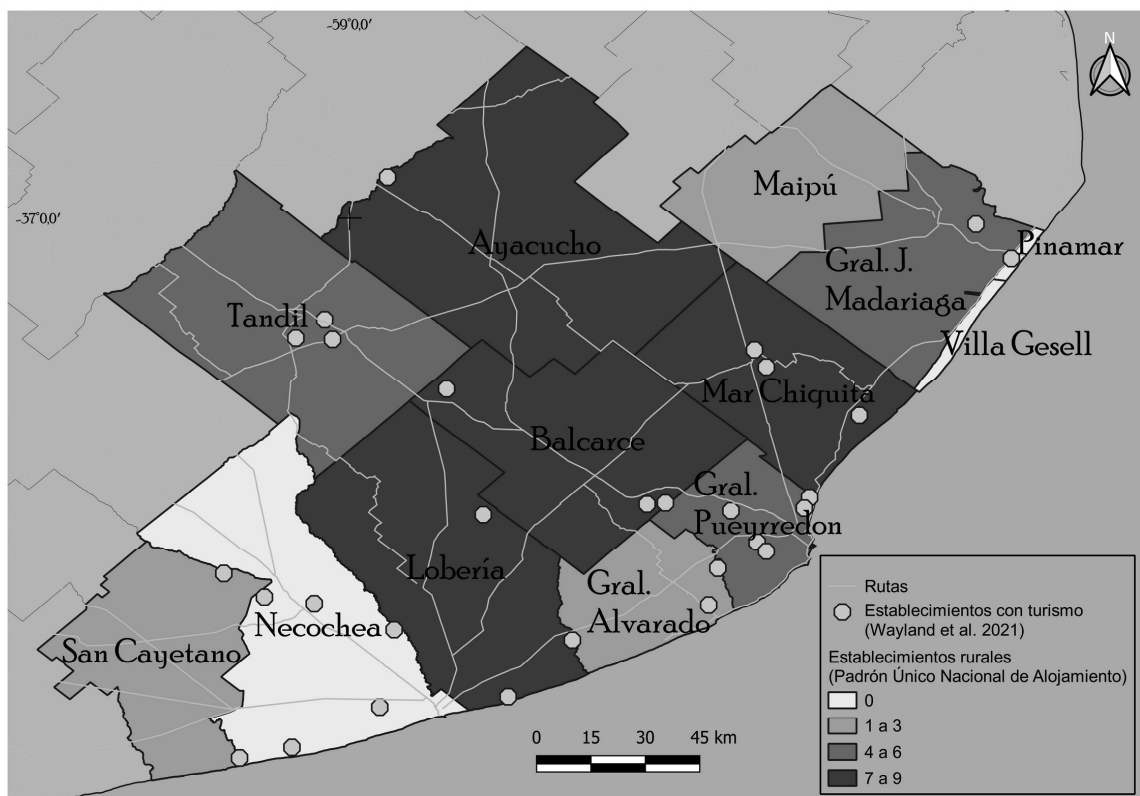 -59°0,0'
N
Maipú
-37°0,0'
Ayacucho
Pinamar
Gral. J.
Madariaga
Tandil
Villa Gesell
Mar Chiquita
Balcarce
Gral.
Pueyrredon
Lobería
Gral.
Alvarado
Necochea
San Cayetano
0 15 30 45 km
Rutas
Establecimientos con turismo
(Wayland et al. 2021)
Establecimientos rurales
(Padrón Único Nacional de Alojamiento)
0
1 a 3
4 a 6
7 a 9